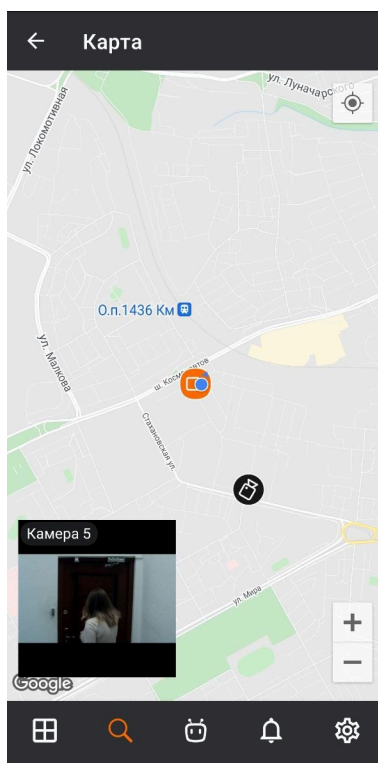 Карта
ул. Луначарского
ул. Локомотивная
О.п.1436 Км
ул. Малкова
ш. Космонавтов
Стахановская ул.
Камера 5
ул. Мира
Google